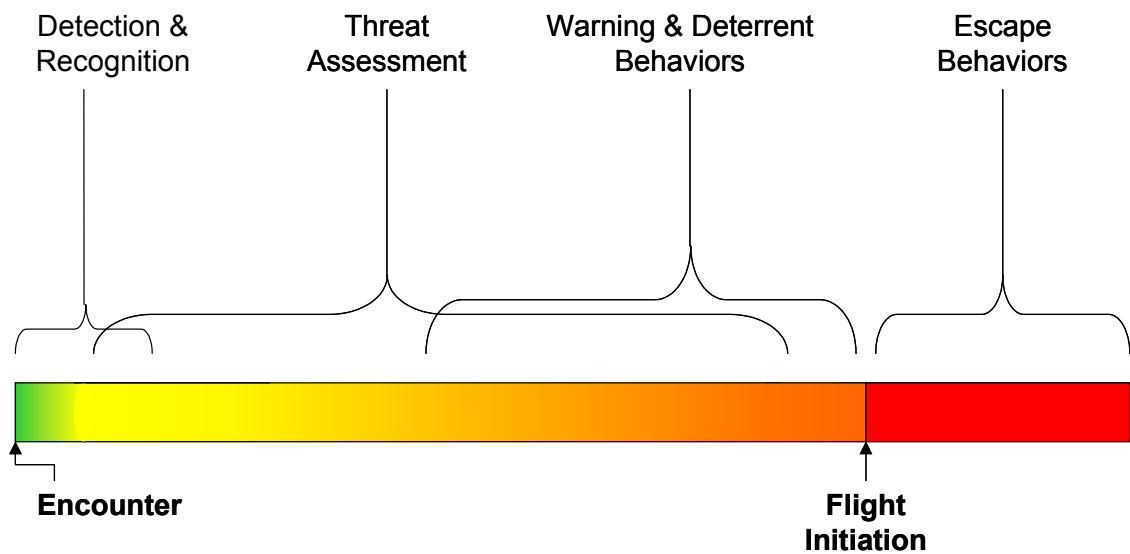 Detection &
Recognition
Threat
Assessment
Warning & Deterrent
Behaviors
Escape
Behaviors
Encounter
Flight
Initiation